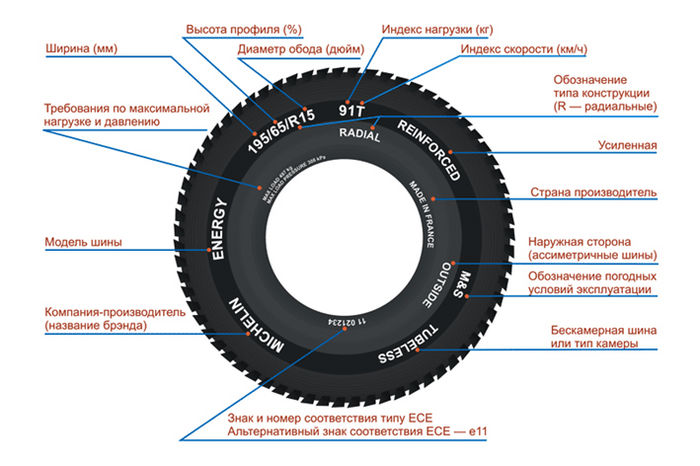 Высота профиля (%)
Индекс нагрузки (кг)
Ширина (мм)
Диаметр обода (дюйм)
Индекс скорости (км/ч)
Обозначение
типа конструкции
(R — радиальные)
Требования по максимальной
нагрузке и давлению
195/65/R15
91T
RADIAL
REINFORCED
Усиленная
MAX LOAD 487 kg
MAX LOAD PRESSURE 300 kPa
MADE IN FRANCE
Страна производитель
ENERGY
Модель шины
Наружная сторона
(ассиметричные шины)
OUTSIDE
M&S
Обозначение погодных
условий эксплуатации
Компания-производитель
(название брэнда)
MICHELIN
11 021234
TUBELESS
Бескамерная шина
или тип камеры
Знак и номер соответствия типу ECE
Альтернативный знак соответствия ECE — e11